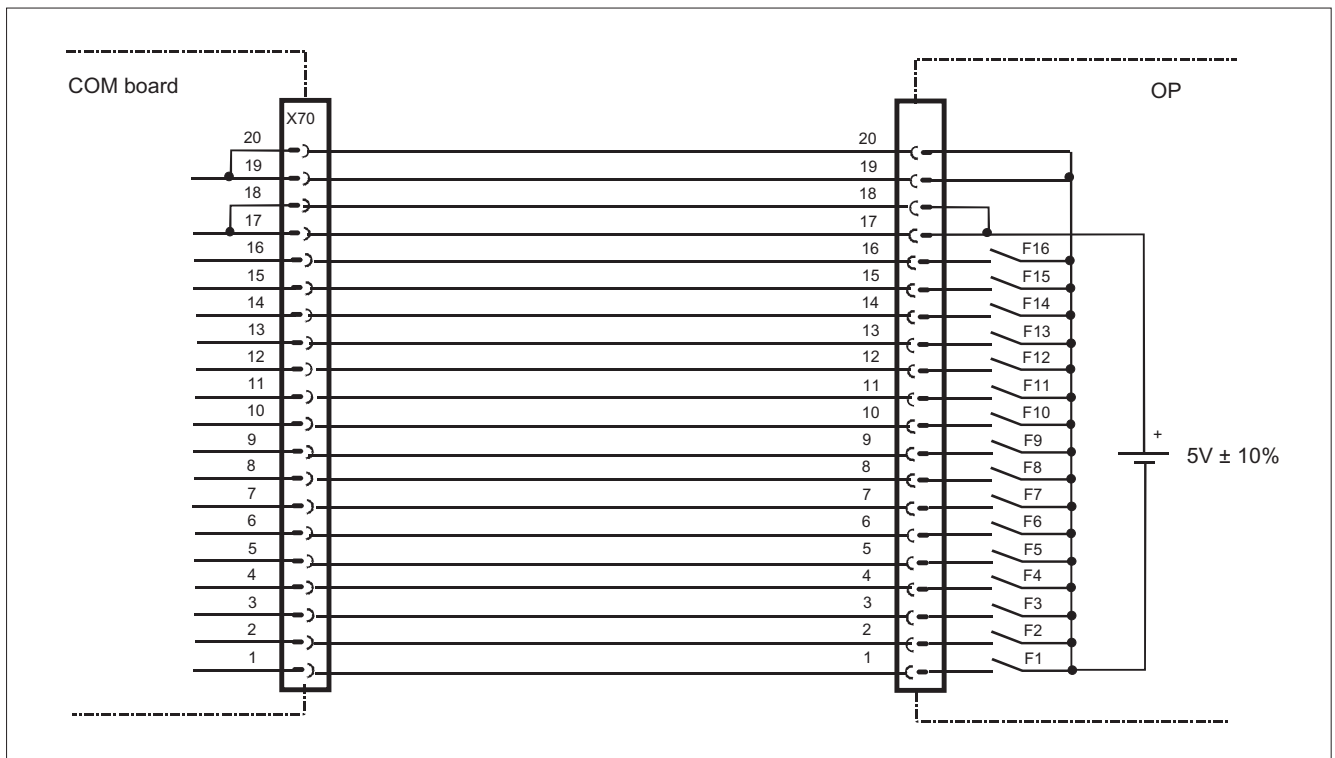 COM board
OP
X70
20 20
19 19
18 18
17 17
16 16 F16
15 15 F15
14 14 F14
13 13 F13
12 12 F12
11 11 F11
10 10 F10
9 9 F9
+
5V ± 10%
8 8 F8
7 7 F7
6 6 F6
5 5 F5
4 4 F4
3 3 F3
2 2 F2
1 1 F1